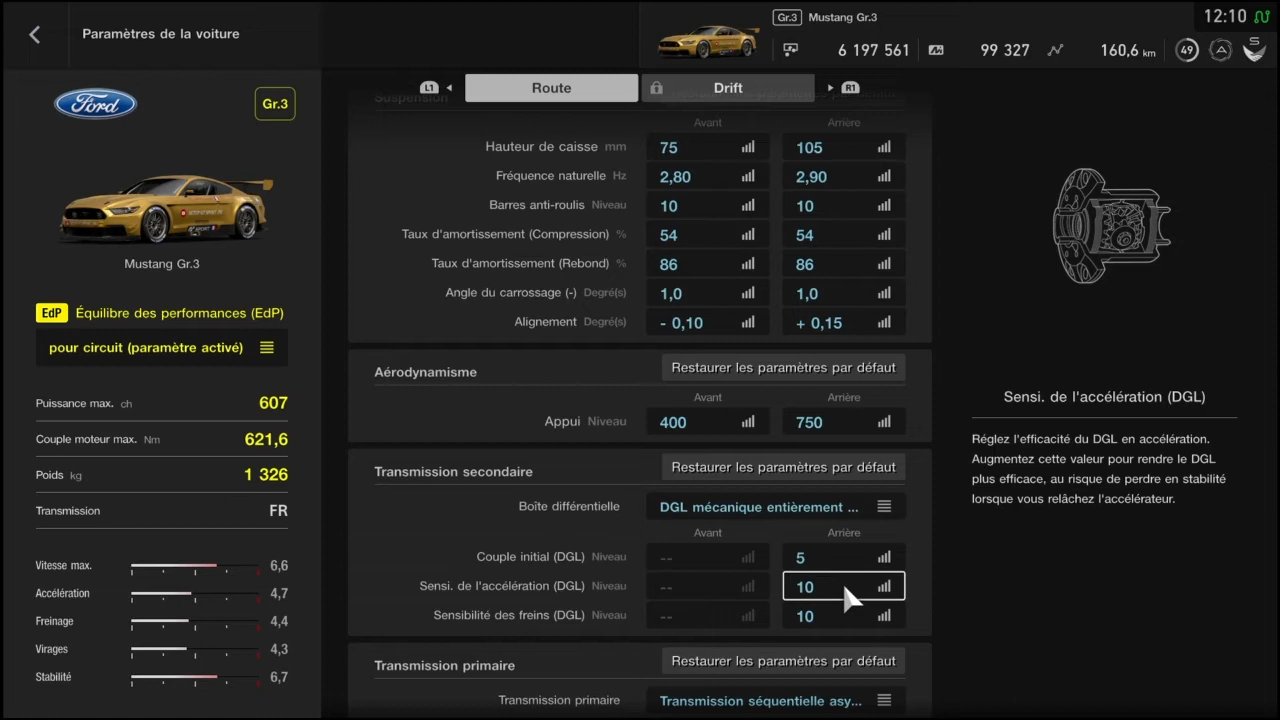 Paramètres de la voiture
Gr.3 Mustang Gr.3
12:10
6 197 561
99 327
160,6 km
49
S
Ford
Gr.3
Mustang Gr.3
EdP Équilibre des performances (EdP)
pour circuit (paramètre activé)
Puissance max. ch 607
Couple moteur max. Nm 621,6
Poids kg 1 326
Transmission FR
Vitesse max. 6,6
Accélération 4,7
Freinage 4,4
Virages 4,3
Stabilité 6,7
L1 Route Drift R1
Suspension
Avant Arrière
Hauteur de caisse mm 75 105
Fréquence naturelle Hz 2,80 2,90
Barres anti-roulis Niveau 10 10
Taux d'amortissement (Compression) % 54 54
Taux d'amortissement (Rebond) % 86 86
Angle du carrossage (-) Degré(s) 1,0 1,0
Alignement Degré(s) - 0,10 + 0,15
Aérodynamisme Restaurer les paramètres par défaut
Avant Arrière
Appui Niveau 400 750
Transmission secondaire Restaurer les paramètres par défaut
Boîte différentielle DGL mécanique entièrement ...
Avant Arrière
Couple initial (DGL) Niveau -- 5
Sensi. de l'accélération (DGL) Niveau -- 10
Sensibilité des freins (DGL) Niveau -- 10
Transmission primaire Restaurer les paramètres par défaut
Transmission primaire Transmission séquentielle asy...
Sensi. de l'accélération (DGL)
Réglez l'efficacité du DGL en accélération.
Augmentez cette valeur pour rendre le DGL
plus efficace, au risque de perdre en stabilité
lorsque vous relâchez l'accélérateur.